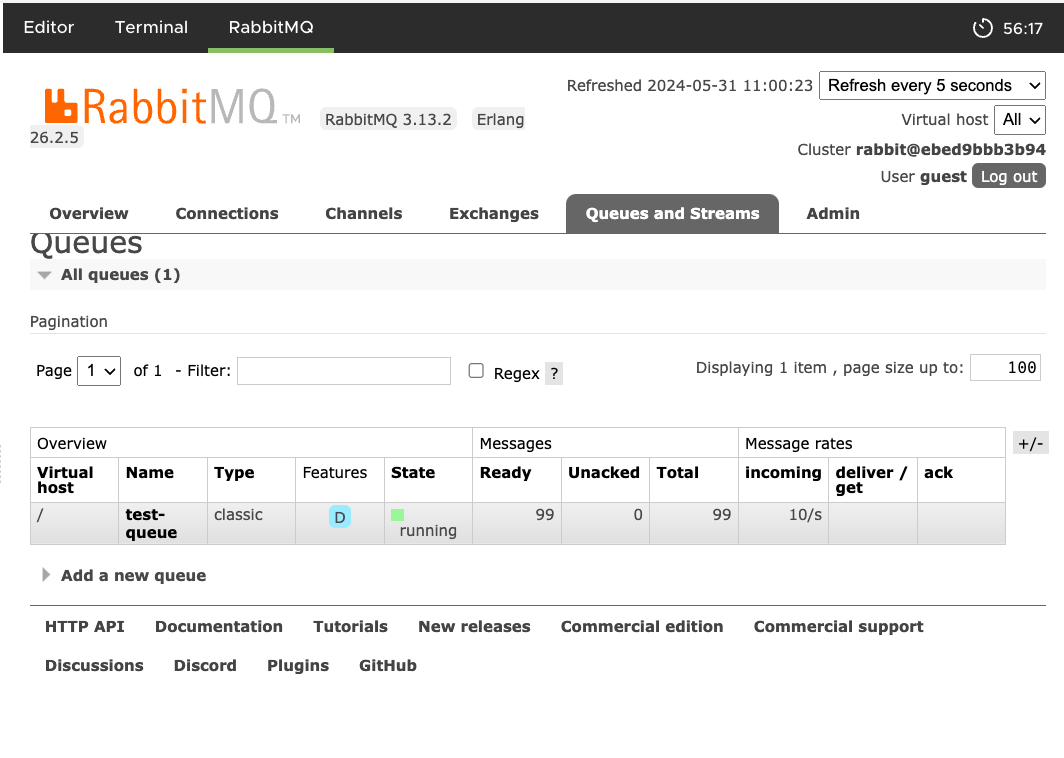 Editor Terminal RabbitMQ 56:17
Refreshed 2024-05-31 11:00:23 Refresh every 5 seconds
RabbitMQ TM RabbitMQ 3.13.2 Erlang
26.2.5
Virtual host All
Cluster rabbit@ebed9bbb3b94
User guest Log out
Overview Connections Channels Exchanges Queues and Streams Admin
Queues
All queues (1)
Pagination
Page 1 of 1 - Filter: Regex ? Displaying 1 item , page size up to: 100
Overview Messages Message rates +/-
Virtual host Name Type Features State Ready Unacked Total incoming deliver / get ack
/ test-queue classic D running 99 0 99 10/s
Add a new queue
HTTP API Documentation Tutorials New releases Commercial edition Commercial support
Discussions Discord Plugins GitHub